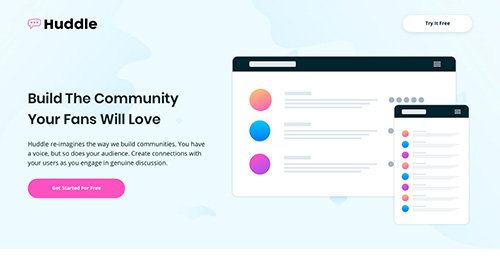 Huddle
Try It Free
Build The Community
Your Fans Will Love
Huddle re-imagines the way we build communities. You have
a voice, but so does your audience. Create connections with
your users as you engage in genuine discussion.
Get Started For Free